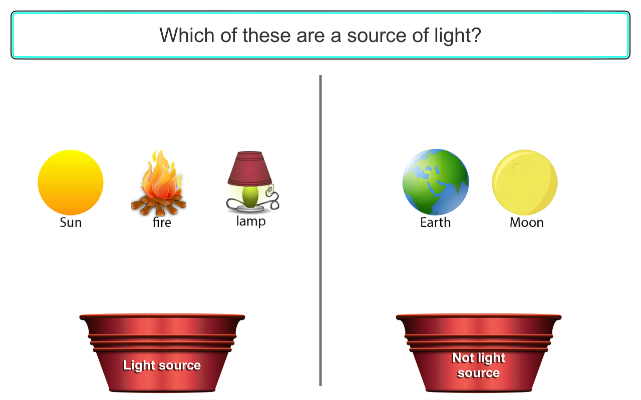 Which of these are a source of light?
Sun
fire
lamp
Earth
Moon
Light source
Not light
source